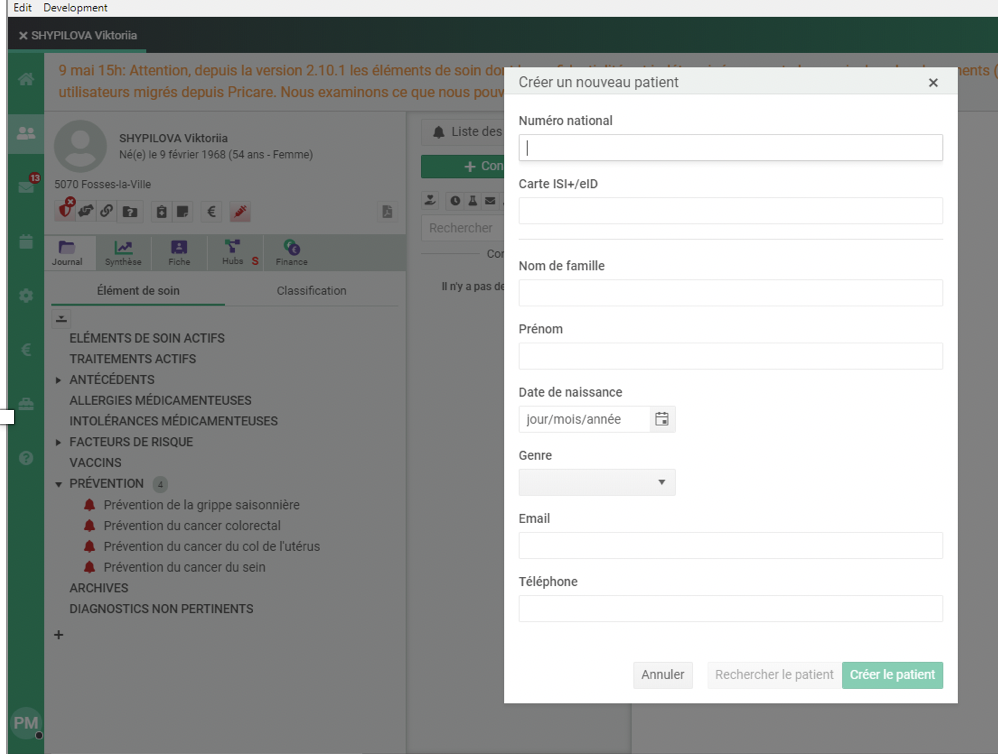 Edit Development
SHYPILOVA Viktoriia
9 mai 15h: Attention, depuis la version 2.10.1 les éléments de soin
utilisateurs migrés depuis Pricare. Nous examinons ce que nous
Créer un nouveau patient
SHYPILOVA Viktoriia
Né(e) le 9 février 1968 (54 ans - Femme)
5070 Fosses-la-Ville
13
€
Journal
Synthèse
Fiche
Hubs S
Finance
Élément de soin
Classification
ELÉMENTS DE SOIN ACTIFS
TRAITEMENTS ACTIFS
ANTÉCÉDENTS
ALLERGIES MÉDICAMENTEUSES
INTOLÉRANCES MÉDICAMENTEUSES
FACTEURS DE RISQUE
VACCINS
PRÉVENTION 4
Prévention de la grippe saisonnière
Prévention du cancer colorectal
Prévention du cancer du col de l'utérus
Prévention du cancer du sein
ARCHIVES
DIAGNOSTICS NON PERTINENTS
+
PM
Liste des
+ Con
Rechercher
Con
Il n'y a pas de
Numéro national
Carte ISI+/eID
Nom de famille
Prénom
Date de naissance
jour/mois/année
Genre
Email
Téléphone
Annuler
Rechercher le patient
Créer le patient